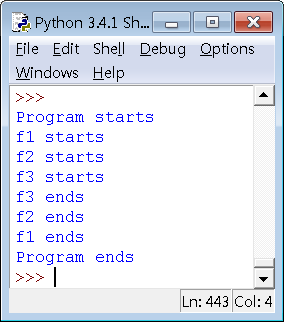 Python 3.4.1 Sh...
File Edit Shell Debug Options
Windows Help
>>>
Program starts
f1 starts
f2 starts
f3 starts
f3 ends
f2 ends
f1 ends
Program ends
>>>
Ln: 443 Col: 4